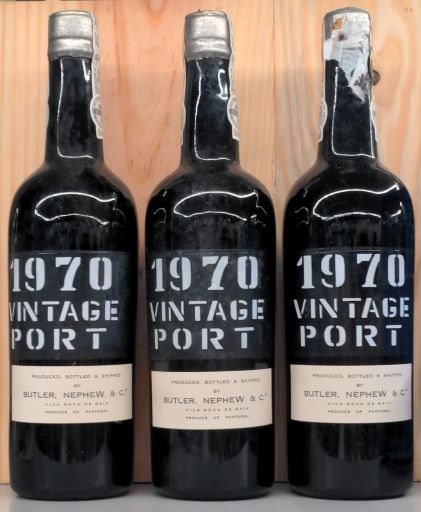 1970
VINTAGE
PORT
PRODUCED, BOTTLED & SHIPPED
BY
BUTLER, NEPHEW & Cº
VILA NOVA DE GAIA
PRODUCE OF PORTUGAL
1970
VINTAGE
PORT
PRODUCED, BOTTLED & SHIPPED
BY
BUTLER, NEPHEW & Cº
VILA NOVA DE GAIA
PRODUCE OF PORTUGAL
1970
VINTAGE
PORT
PRODUCED, BOTTLED & SHIPPED
BY
BUTLER, NEPHEW & Cº
VILA NOVA DE GAIA
PRODUCE OF PORTUGAL